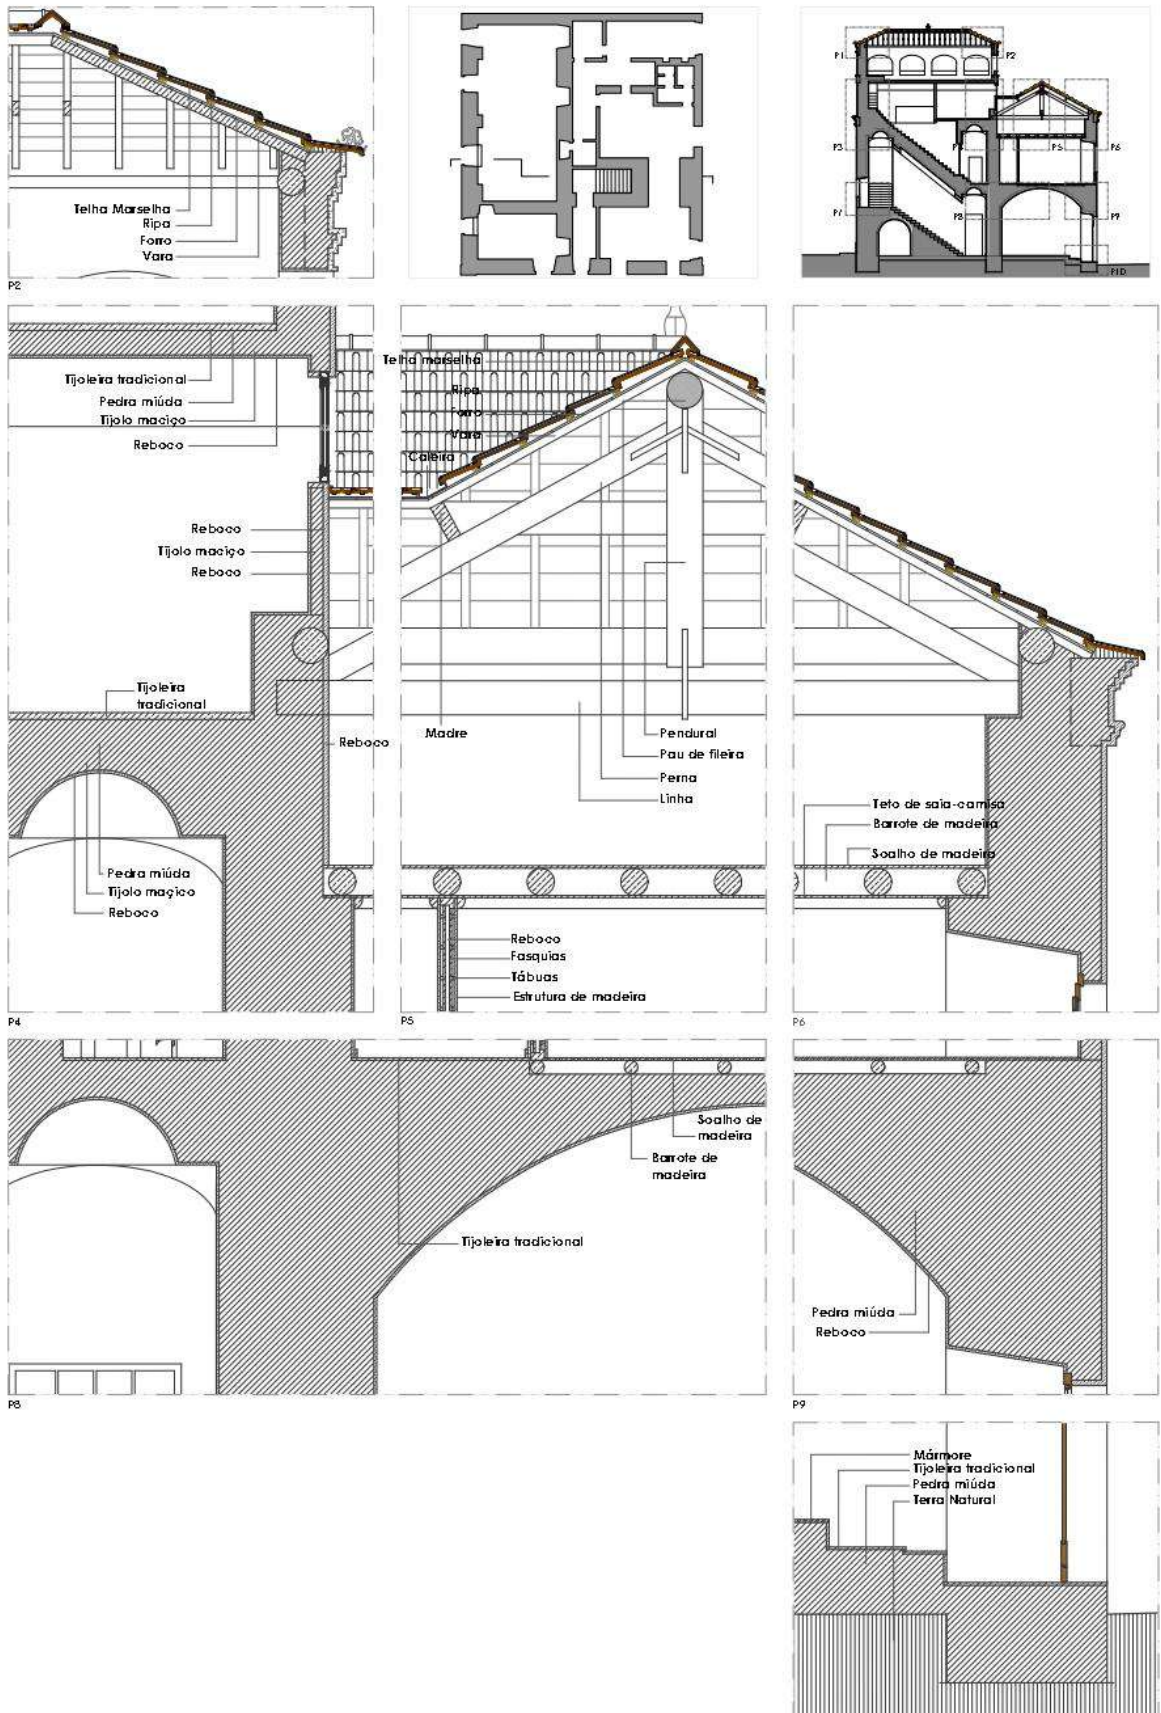 Telha Marselha
Ripa
Forro
Vara
P2
P1
P2
P3
P4
P5
P6
P7
P8
P9
P10
Tijoleira tradicional
Pedra miúda
Tijolo maciço
Reboco
Reboco
Tijolo maciço
Reboco
Tijoleira
tradicional
Reboco
Pedra miúda
Tijolo maçiço
Reboco
P4
Telha marselha
Ripa
Forro
Vara
Caleira
Madre
Pendural
Pau de fileira
Perna
Linha
Reboco
Fasquias
Tábuas
Estrutura de madeira
P5
Teto de saia-camisa
Barrote de madeira
Soalho de madeira
P6
Soalho de
madeira
Barrote de
madeira
Tijoleira tradicional
P8
Pedra miúda
Reboco
P9
Mármore
Tijoleira tradicional
Pedra miúda
Terra Natural